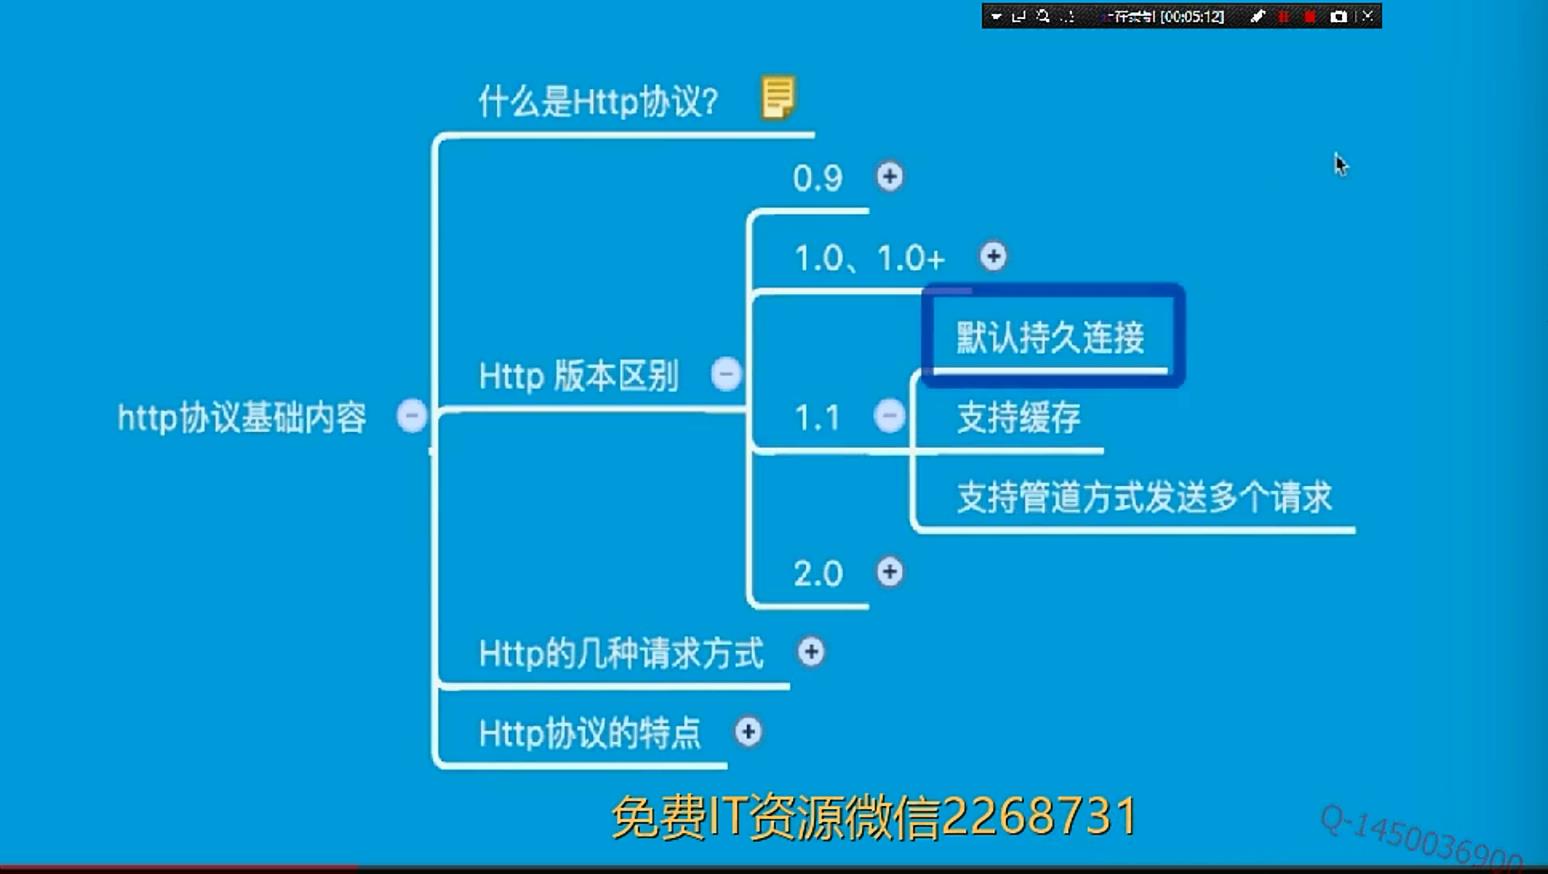 [00:05:12]
什么是Http协议?
0.9
1.0、1.0+
默认持久连接
Http 版本区别
http协议基础内容
1.1
支持缓存
支持管道方式发送多个请求
2.0
Http的几种请求方式
Http协议的特点
免费IT资源微信2268731
Q-1450036900